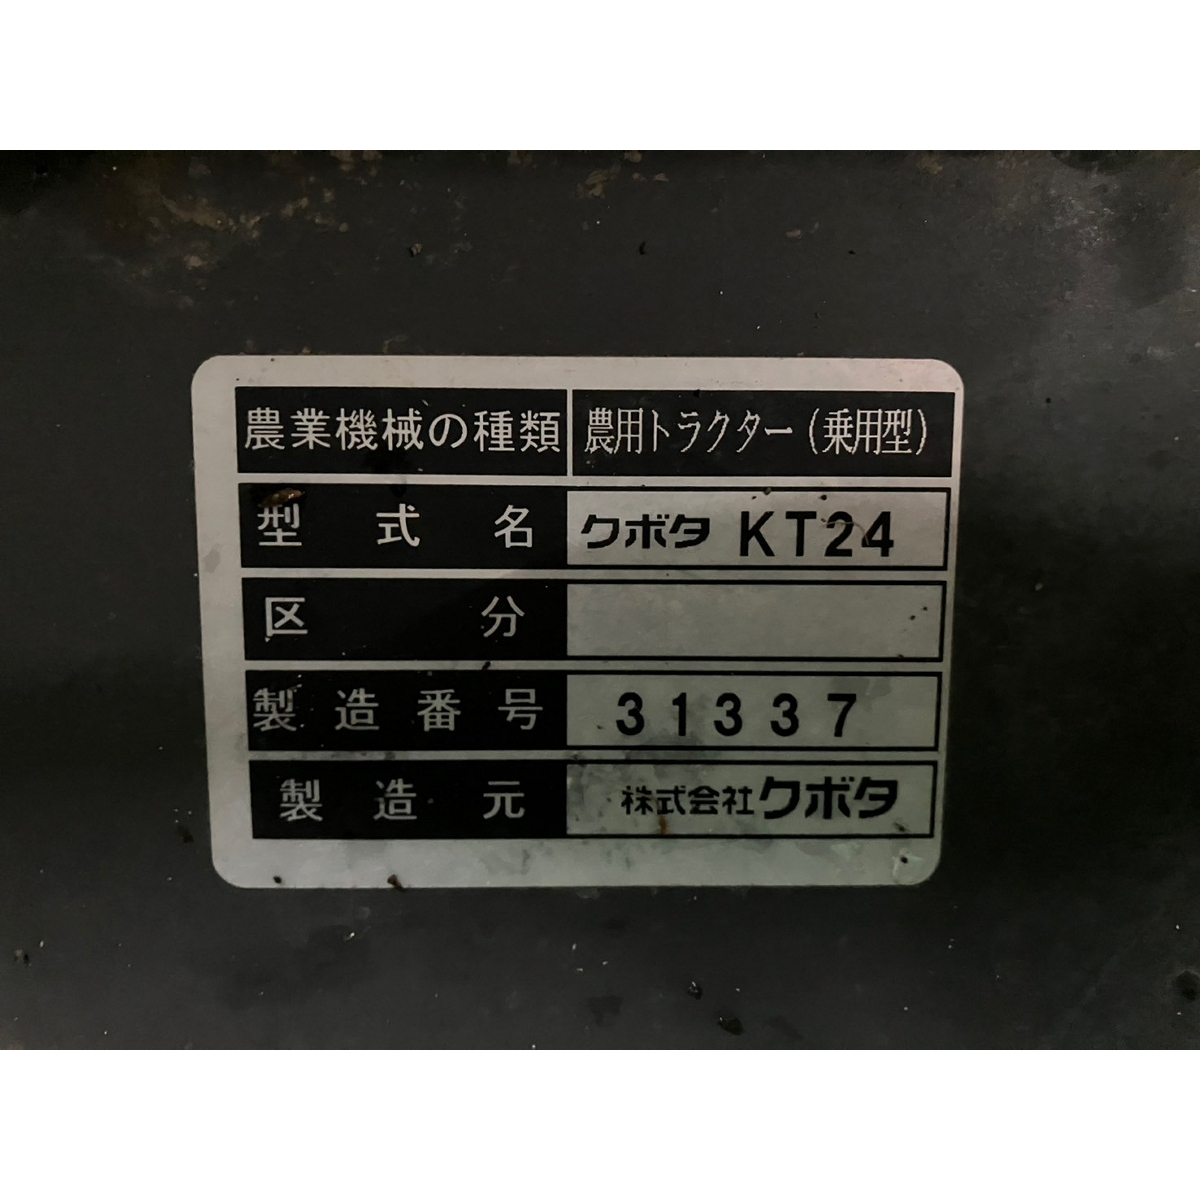 農業機械の種類 農用トラクター(乗用型)
型式名 クボタ KT24
区分
製造番号 31337
製造元 株式会社クボタ